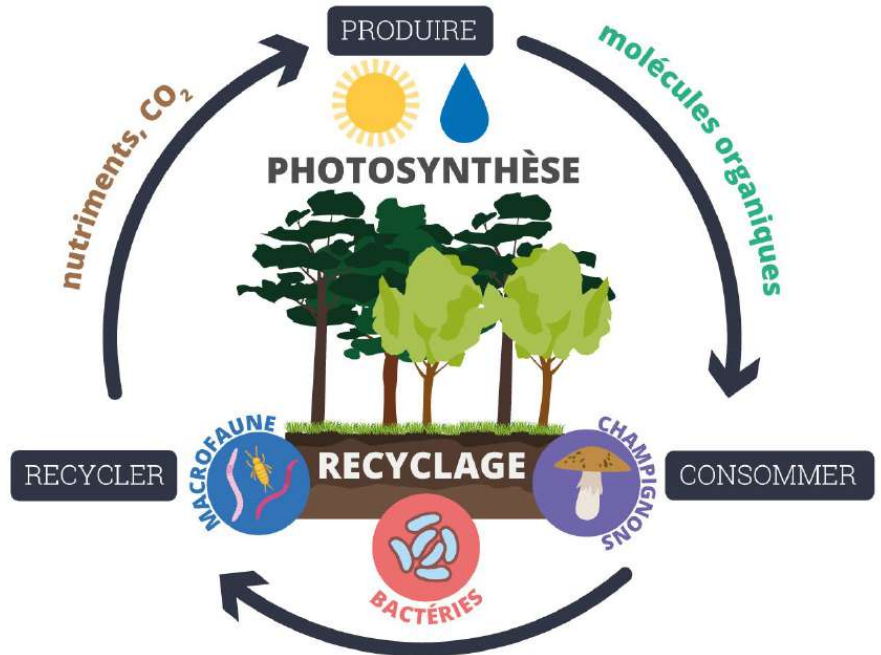 PRODUIRE
molécules organiques
nutriments, CO₂
PHOTOSYNTHÈSE
MACROFAUNE
CHAMPIGNONS
RECYCLER
RECYCLAGE
CONSOMMER
BACTÉRIES